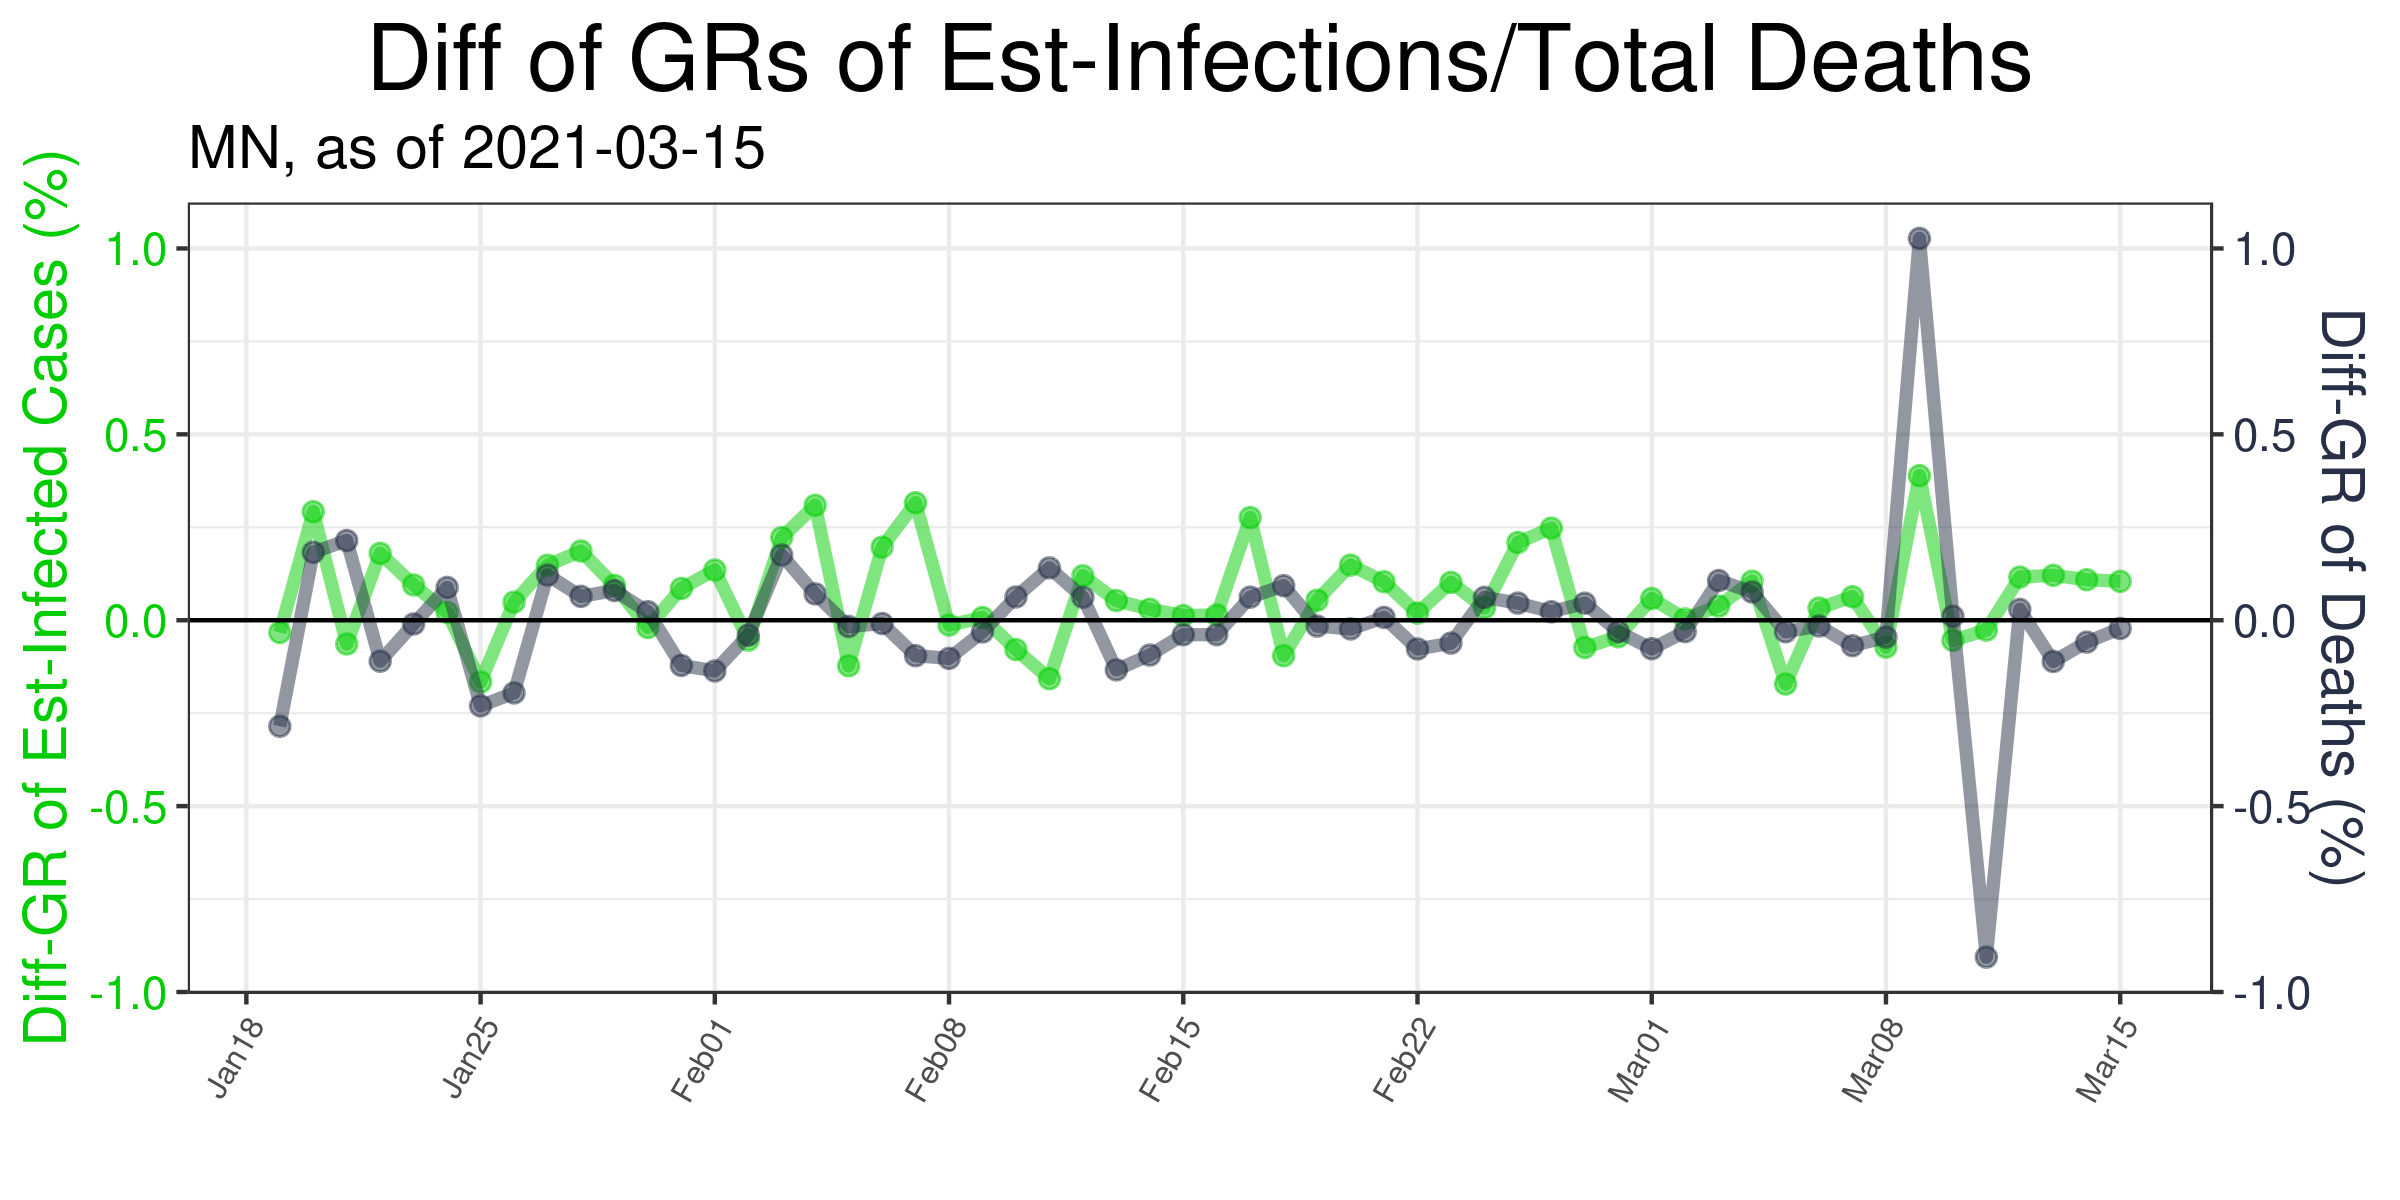 Diff of GRs of Est-Infections/Total Deaths
MN, as of 2021-03-15
Diff-GR of Est-Infected Cases (%)
1.0
0.5
0.0
-0.5
-1.0
1.0
0.5
0.0
-0.5
-1.0
Diff-GR of Deaths (%)
Jan18
Jan25
Feb01
Feb08
Feb15
Feb22
Mar01
Mar08
Mar15